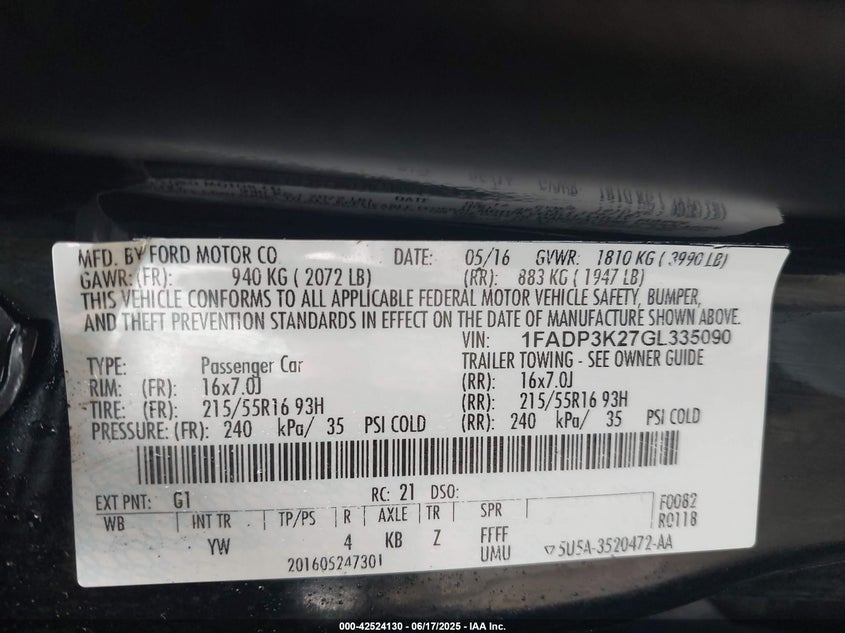 MFD. BY FORD MOTOR CO. DATE: 05/16 GVWR: 1810 KG ( 3990 LB)
GAWR: (FR): 940 KG ( 2072 LB) (RR): 883 KG ( 1947 LB)
THIS VEHICLE CONFORMS TO ALL APPLICABLE FEDERAL MOTOR VEHICLE SAFETY, BUMPER,
AND THEFT PREVENTION STANDARDS IN EFFECT ON THE DATE OF MANUFACTURE SHOWN ABOVE.
VIN: 1FADP3K27GL335090
TYPE: Passenger Car TRAILER TOWING - SEE OWNER GUIDE
RIM: (FR): 16x7.0J (RR): 16x7.0J
TIRE: (FR): 215/55R16 93H (RR): 215/55R16 93H
PRESSURE: (FR): 240 kPa/ 35 PSI COLD (RR): 240 kPa/ 35 PSI COLD
EXT PNT: G1 RC: 21 DSO: F0082
WB INT TR TP/PS R AXLE TR SPR R0118
YW 4 KB Z FFFF
UMU
201605247301 5U5A-3520472-AA
000-42524130 - 06/17/2025 - IAA Inc.